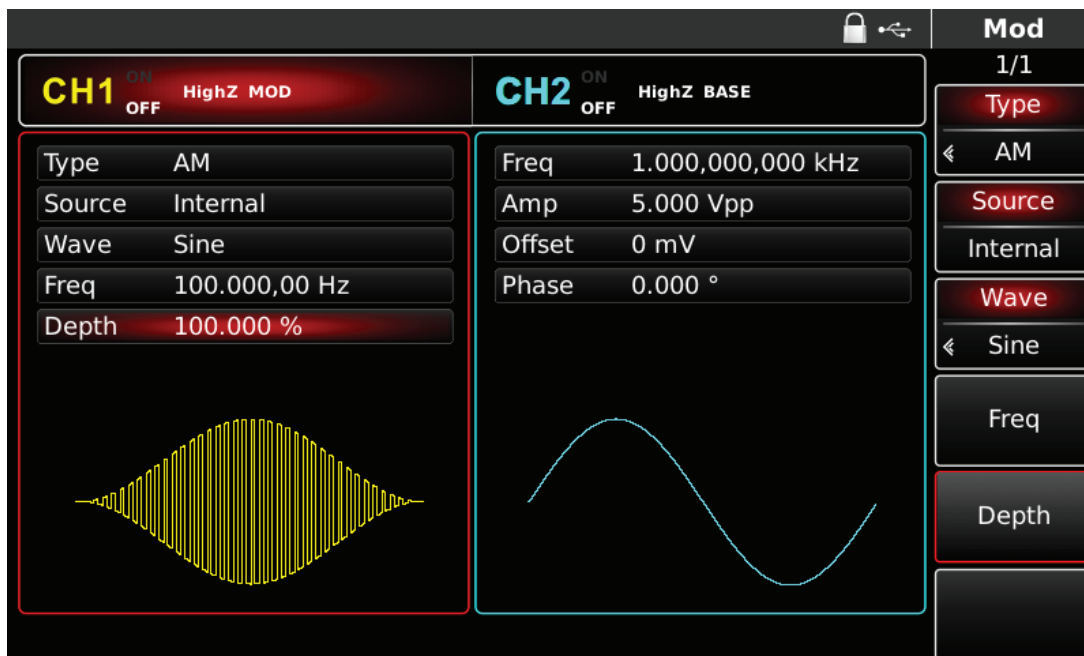 Mod
1/1
CH1 ON OFF HighZ MOD
CH2 ON OFF HighZ BASE
Type AM
Source Internal
Wave Sine
Freq 100.000,00 Hz
Depth 100.000 %
Freq 1.000,000,000 kHz
Amp 5.000 Vpp
Offset 0 mV
Phase 0.000 °
Type
AM
Source
Internal
Wave
Sine
Freq
Depth